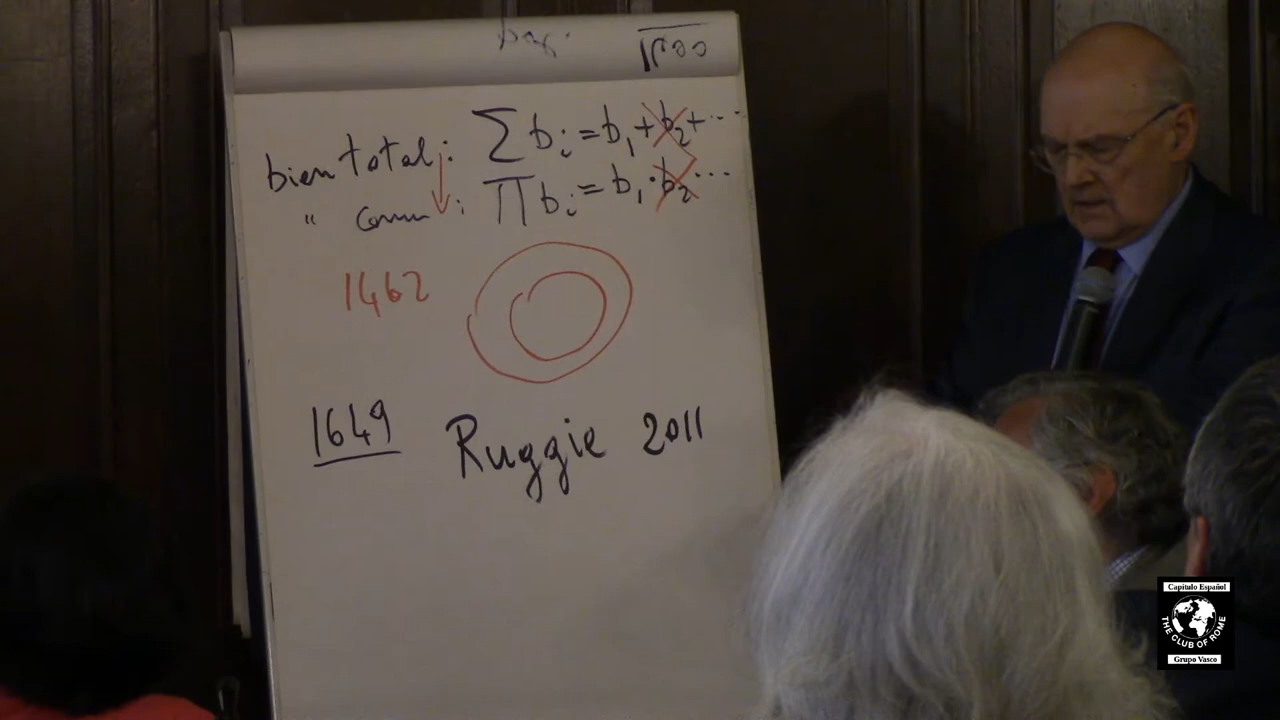 bien total : ∑ bᵢ = b₁ + b₂ + ...
" comun : ∏ bᵢ = b₁ · b₂ ...
1462
1649 Ruggie 2011
Capítulo Español
THE CLUB OF ROME
Grupo Vasco